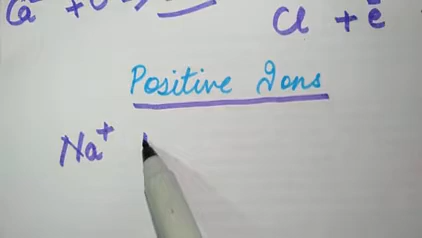 Cl + e
Positive Ions
Na⁺